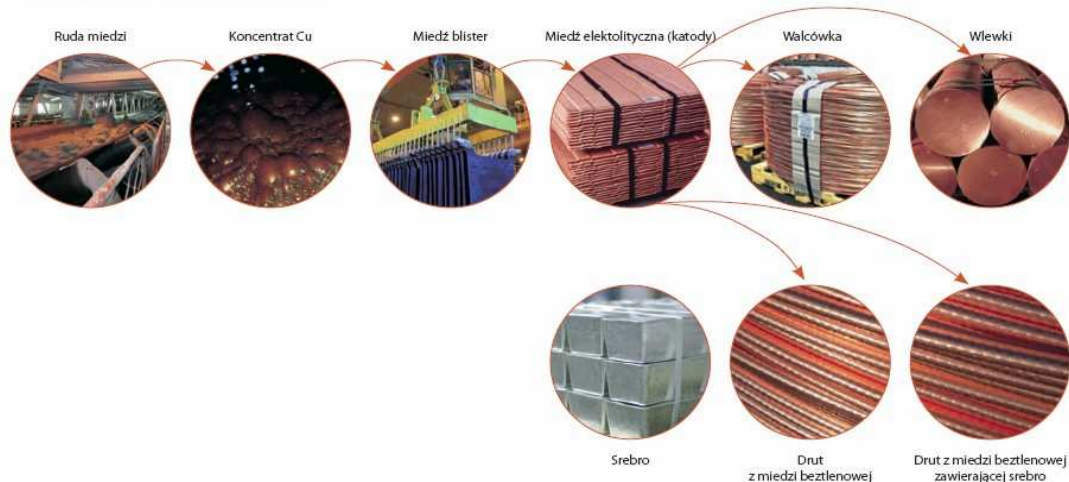 Ruda miedzi
Koncentrat Cu
Miedź blister
Miedź elektolityczna (katody)
Walcówka
Wlewki
Srebro
Drut
z miedzi beztlenowej
Drut z miedzi beztlenowej
zawierającej srebro